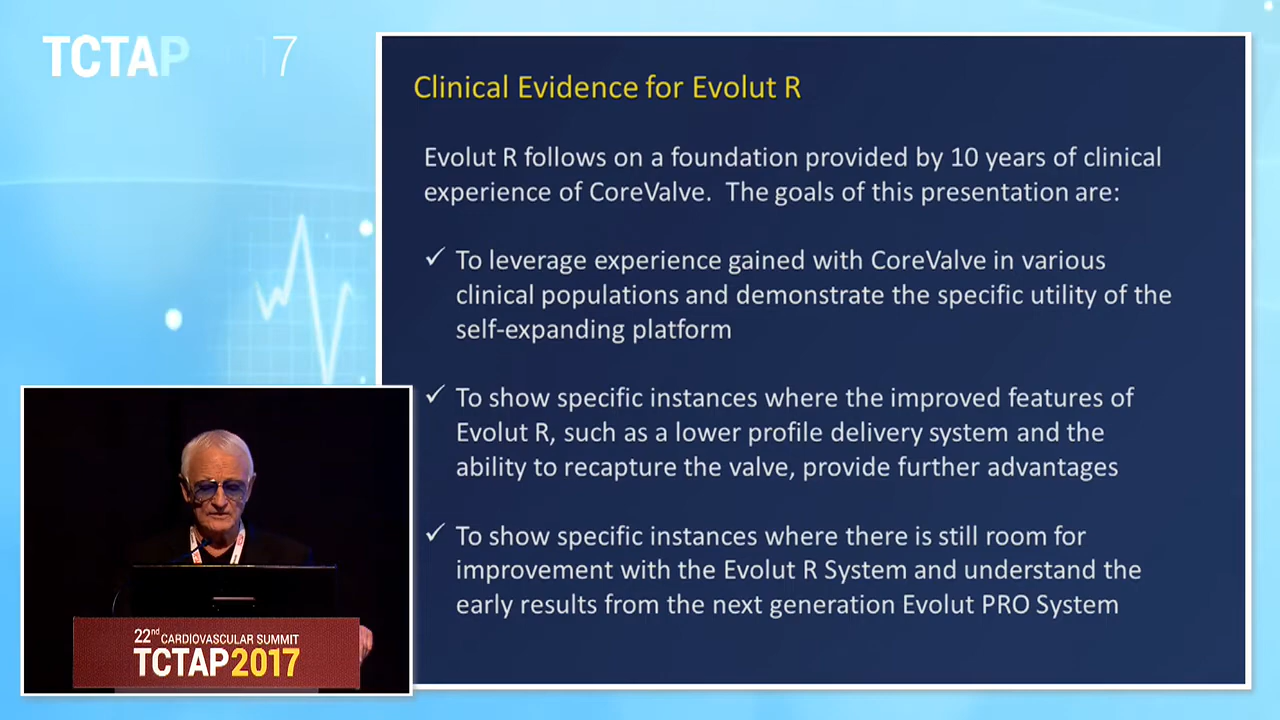 TCTAP 17
Clinical Evidence for Evolut R
Evolut R follows on a foundation provided by 10 years of clinical
experience of CoreValve. The goals of this presentation are:
✓ To leverage experience gained with CoreValve in various
clinical populations and demonstrate the specific utility of the
self-expanding platform
✓ To show specific instances where the improved features of
Evolut R, such as a lower profile delivery system and the
ability to recapture the valve, provide further advantages
✓ To show specific instances where there is still room for
improvement with the Evolut R System and understand the
early results from the next generation Evolut PRO System
22nd CARDIOVASCULAR SUMMIT
TCTAP2017